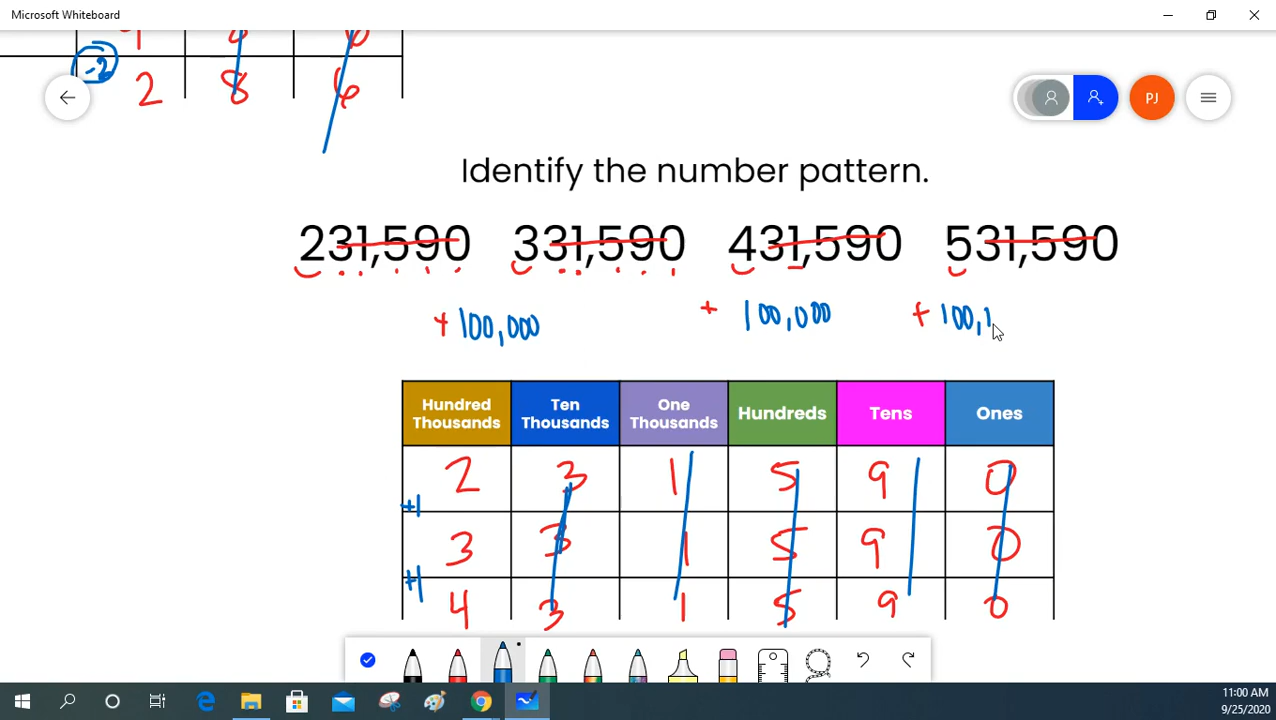 Microsoft Whiteboard
-2 2 8 6
PJ
Identify the number pattern.
231,590 331,590 431,590 531,590
+ 100,000 + 100,000 + 100,1
Hundred Thousands Ten Thousands One Thousands Hundreds Tens Ones
2 3 1 5 9 0
+1
3 3 1 5 9 0
+1
4 3 1 5 9 0
11:00 AM
9/25/2020